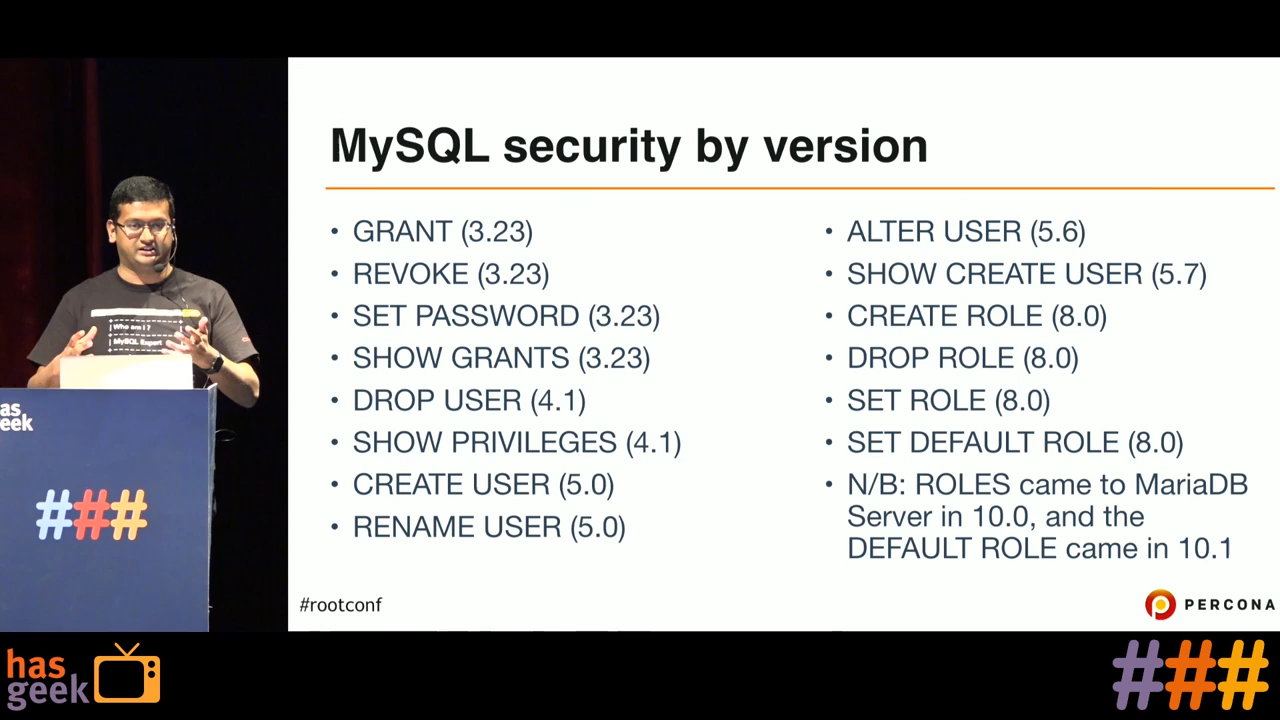 MySQL security by version
• GRANT (3.23)
• REVOKE (3.23)
• SET PASSWORD (3.23)
• SHOW GRANTS (3.23)
• DROP USER (4.1)
• SHOW PRIVILEGES (4.1)
• CREATE USER (5.0)
• RENAME USER (5.0)
• ALTER USER (5.6)
• SHOW CREATE USER (5.7)
• CREATE ROLE (8.0)
• DROP ROLE (8.0)
• SET ROLE (8.0)
• SET DEFAULT ROLE (8.0)
• N/B: ROLES came to MariaDB
Server in 10.0, and the
DEFAULT ROLE came in 10.1
#rootconf
PERCONA
| Who am i ?
| MySQL Expert
as
eek
###
has
geek
###